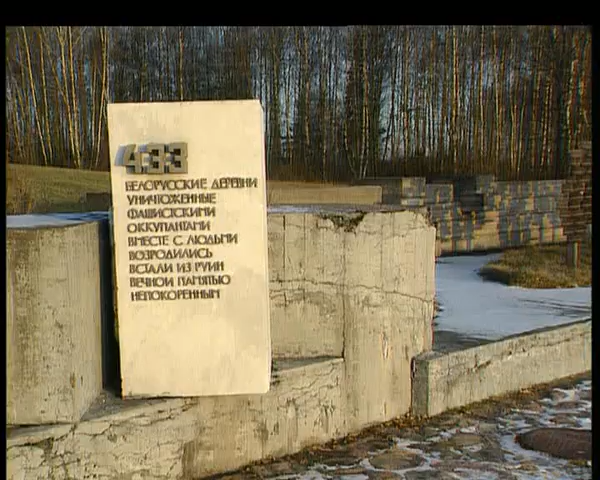 433
БЕЛОРУССКИЕ ДЕРЕВНИ
УНИЧТОЖЕННЫЕ
ФАШИСТСКИМИ
ОККУПАНТАМИ
ВМЕСТЕ С ЛЮДЬМИ
ВОЗРОДИЛИСЬ
ВСТАЛИ ИЗ РУИН
ВЕЧНОЙ ПАМЯТЬЮ
НЕПОКОРЕННЫМ